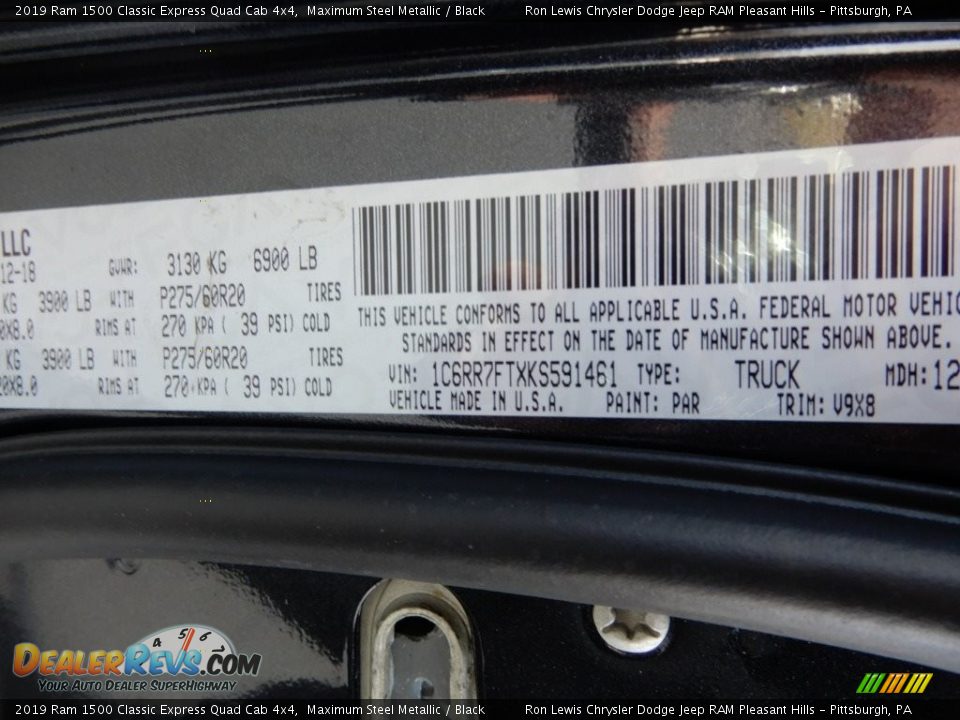 2019 Ram 1500 Classic Express Quad Cab 4x4,  Maximum Steel Metallic / Black          Ron Lewis Chrysler Dodge Jeep RAM Pleasant Hills - Pittsburgh, PA
LLC
12-18 GVWR: 3130 KG 6900 LB
KG 3900 LB WITH P275/60R20 TIRES
0X8.0 RIMS AT 270 KPA ( 39 PSI) COLD
KG 3900 LB WITH P275/60R20 TIRES
20X8.0 RIMS AT 270 KPA ( 39 PSI) COLD
THIS VEHICLE CONFORMS TO ALL APPLICABLE U.S.A. FEDERAL MOTOR VEHIC
STANDARDS IN EFFECT ON THE DATE OF MANUFACTURE SHOWN ABOVE.
VIN: 1C6RR7FTXKS591461 TYPE: TRUCK MDH: 12
VEHICLE MADE IN U.S.A. PAINT: PAR TRIM: V9X8
4 5 6
DEALERREVS.COM
YOUR AUTO DEALER SUPERHIGHWAY
2019 Ram 1500 Classic Express Quad Cab 4x4,  Maximum Steel Metallic / Black          Ron Lewis Chrysler Dodge Jeep RAM Pleasant Hills - Pittsburgh, PA